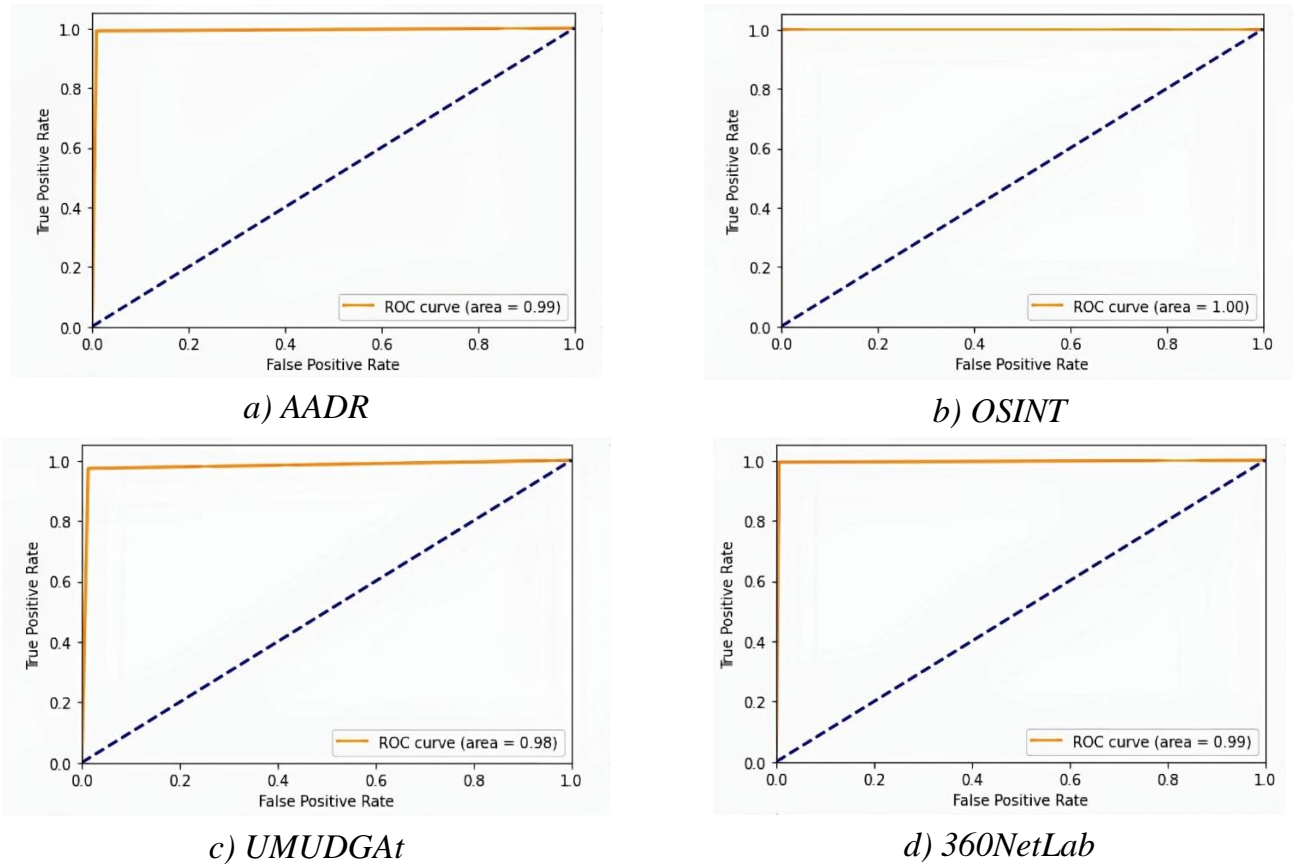 1.0
0.8
0.6
0.4
0.2
0.0
True Positive Rate
ROC curve (area = 0.99)
0.0 0.2 0.4 0.6 0.8 1.0
False Positive Rate
a) AADR
1.0
0.8
0.6
0.4
0.2
0.0
True Positive Rate
ROC curve (area = 1.00)
0.0 0.2 0.4 0.6 0.8 1.0
False Positive Rate
b) OSINT
1.0
0.8
0.6
0.4
0.2
0.0
True Positive Rate
ROC curve (area = 0.98)
0.0 0.2 0.4 0.6 0.8 1.0
False Positive Rate
c) UMUDGAt
1.0
0.8
0.6
0.4
0.2
0.0
True Positive Rate
ROC curve (area = 0.99)
0.0 0.2 0.4 0.6 0.8 1.0
False Positive Rate
d) 360NetLab